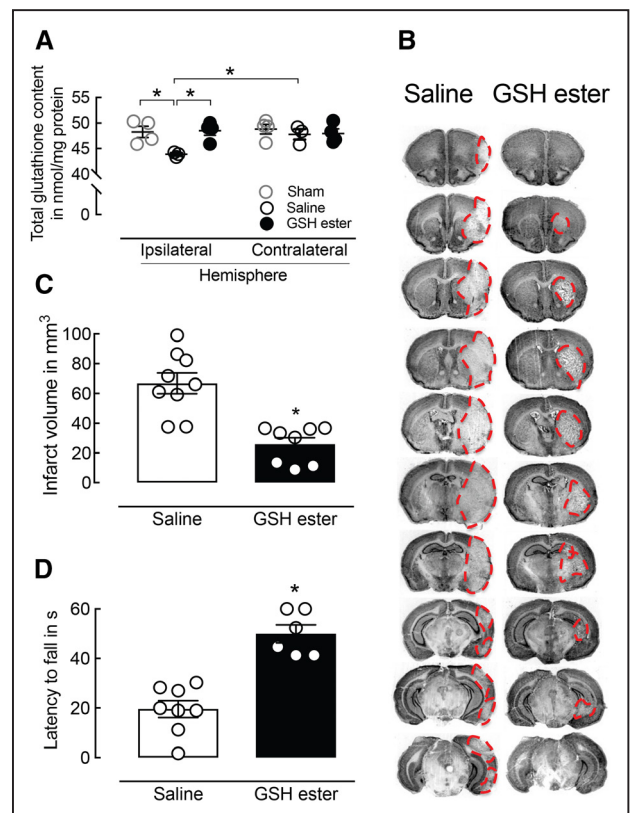 A
Total glutathione content
in nmol/mg protein
55
50
45
40
0
*
*
*
Sham
Saline
GSH ester
Ipsilateral
Contralateral
Hemisphere
B
Saline
GSH ester
C
Infarct volume in mm³
100
80
60
40
20
0
*
Saline
GSH ester
D
Latency to fall in s
60
40
20
0
*
Saline
GSH ester